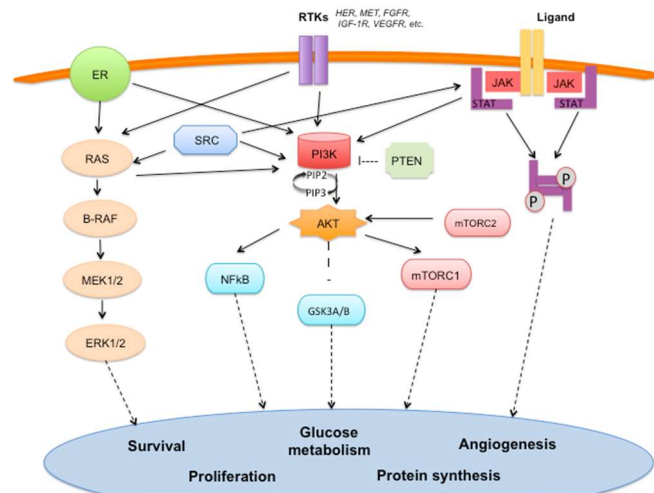 RTKs
HER, MET, FGFR,
IGF-1R, VEGFR, etc.
Ligand
ER
JAK
JAK
STAT
STAT
SRC
RAS
PI3K
PTEN
PIP2
PIP3
P
P
B-RAF
AKT
mTORC2
MEK1/2
NFkB
mTORC1
GSK3A/B
ERK1/2
Survival
Glucose
metabolism
Angiogenesis
Proliferation
Protein synthesis